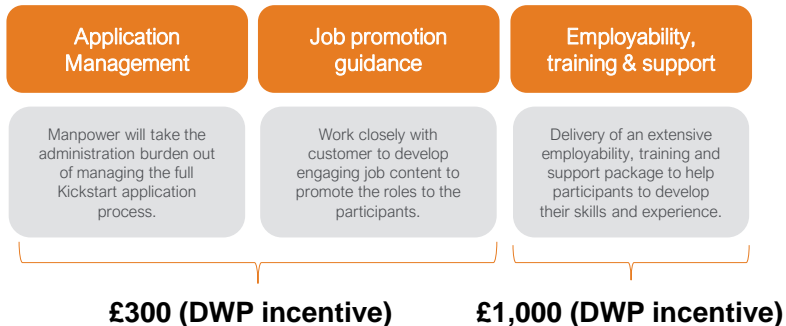 Application
Management
Job promotion
guidance
Employability,
training & support
Manpower will take the
administration burden out
of managing the full
Kickstart application
process.
Work closely with
customer to develop
engaging job content to
promote the roles to the
participants.
Delivery of an extensive
employability, training and
support package to help
participants to develop
their skills and experience.
£300 (DWP incentive)
£1,000 (DWP incentive)